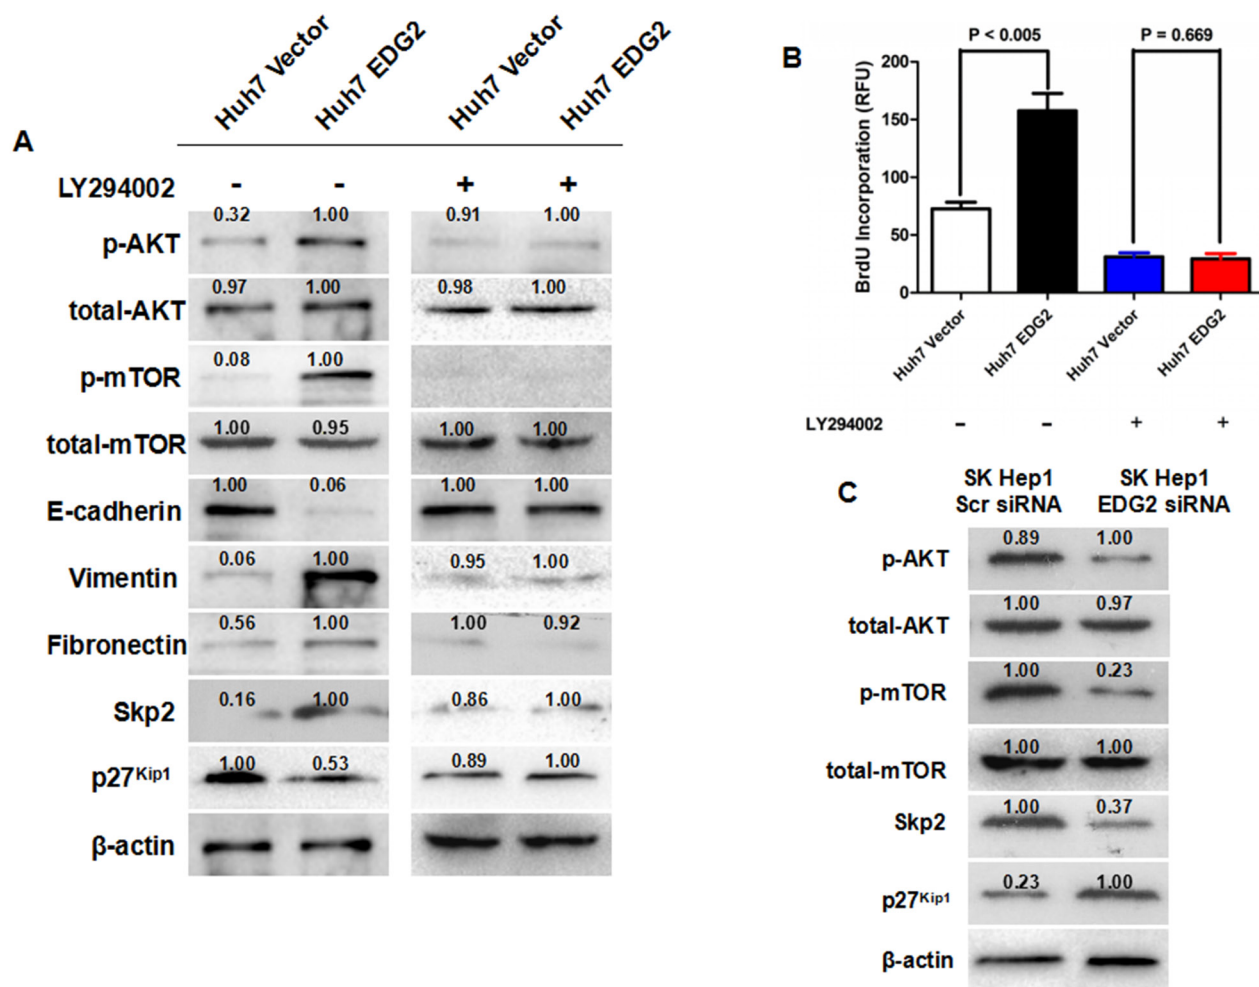 A
Huh7 Vector
Huh7 EDG2
Huh7 Vector
Huh7 EDG2
LY294002 - - + +
p-AKT 0.32 1.00 0.91 1.00
total-AKT 0.97 1.00 0.98 1.00
p-mTOR 0.08 1.00
total-mTOR 1.00 0.95 1.00 1.00
E-cadherin 1.00 0.06 1.00 1.00
Vimentin 0.06 1.00 0.95 1.00
Fibronectin 0.56 1.00 1.00 0.92
Skp2 0.16 1.00 0.86 1.00
p27Kip1 1.00 0.53 0.89 1.00
β-actin
B
P < 0.005 P = 0.669
BrdU Incorporation (RFU)
200
150
100
50
0
Huh7 Vector
Huh7 EDG2
Huh7 Vector
Huh7 EDG2
LY294002 - - + +
C
SK Hep1 SK Hep1
Scr siRNA EDG2 siRNA
p-AKT 0.89 1.00
total-AKT 1.00 0.97
p-mTOR 1.00 0.23
total-mTOR 1.00 1.00
Skp2 1.00 0.37
p27Kip1 0.23 1.00
β-actin